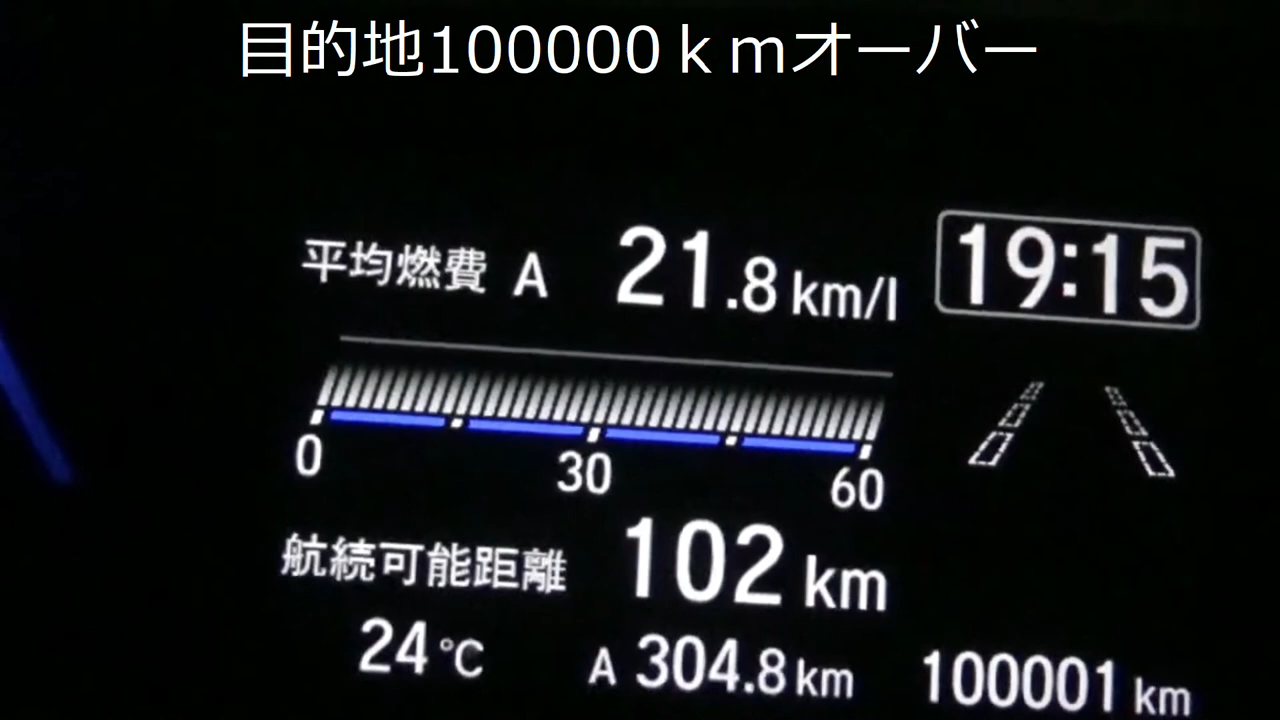 目的地100000ｋｍオーバー
平均燃費 A 21.8 km/l 19:15
0 30 60
航続可能距離 102 km
24℃ A 304.8 km 100001 km